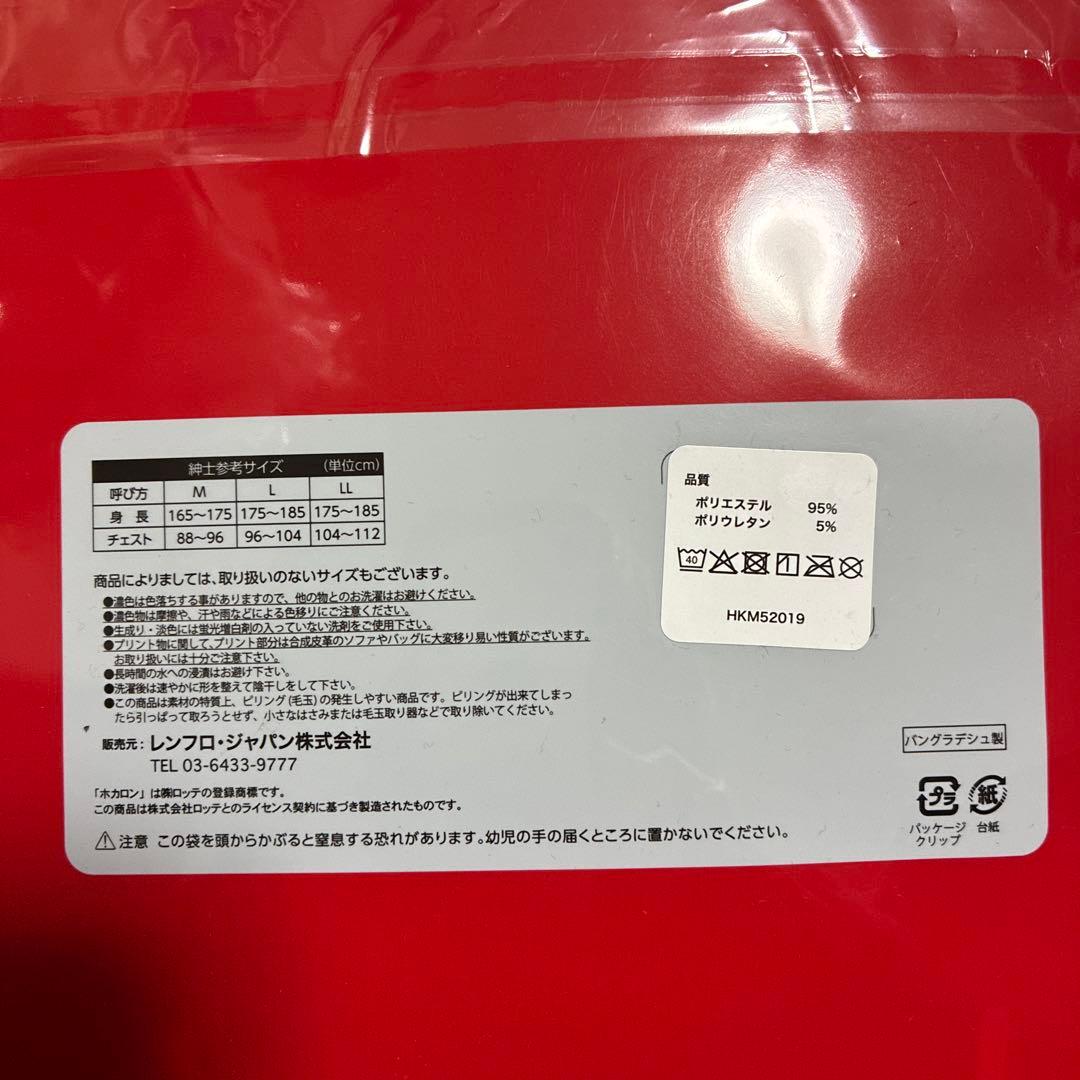 紳士参考サイズ (単位cm)
呼び方 M L LL
身長 165〜175 175〜185 175〜185
チェスト 88〜96 96〜104 104〜112
商品によりましては、取り扱いのないサイズもございます。
●濃色は色落ちする事がありますので、他の物とのお洗濯はお避けください。
●濃色物は摩擦や、汗や雨などによる色移りにご注意ください。
●生成り・淡色には蛍光増白剤の入っていない洗剤をご使用下さい。
●プリント物に関して、プリント部分は合成皮革のソファやバッグに大変移り易い性質がございます。
お取り扱いには十分ご注意下さい。
●長時間の水への浸漬はお避け下さい。
●洗濯後は速やかに形を整えて陰干しをして下さい。
●この商品は素材の特質上、ピリング(毛玉)の発生しやすい商品です。ピリングが出来てしまっ
たら引っぱって取ろうとせず、小さなはさみまたは毛玉取り器などで取り除いてください。
販売元:レンフロ・ジャパン株式会社
TEL 03-6433-9777
「ホカロン」は㈱ロッテの登録商標です。
この商品は株式会社ロッテとのライセンス契約に基づき製造されたものです。
注意 この袋を頭からかぶると窒息する恐れがあります。幼児の手の届くところに置かないでください。
品質
ポリエステル 95%
ポリウレタン 5%
40
HKM52019
バングラデシュ製
プラ 紙
パッケージ 台紙
クリップ